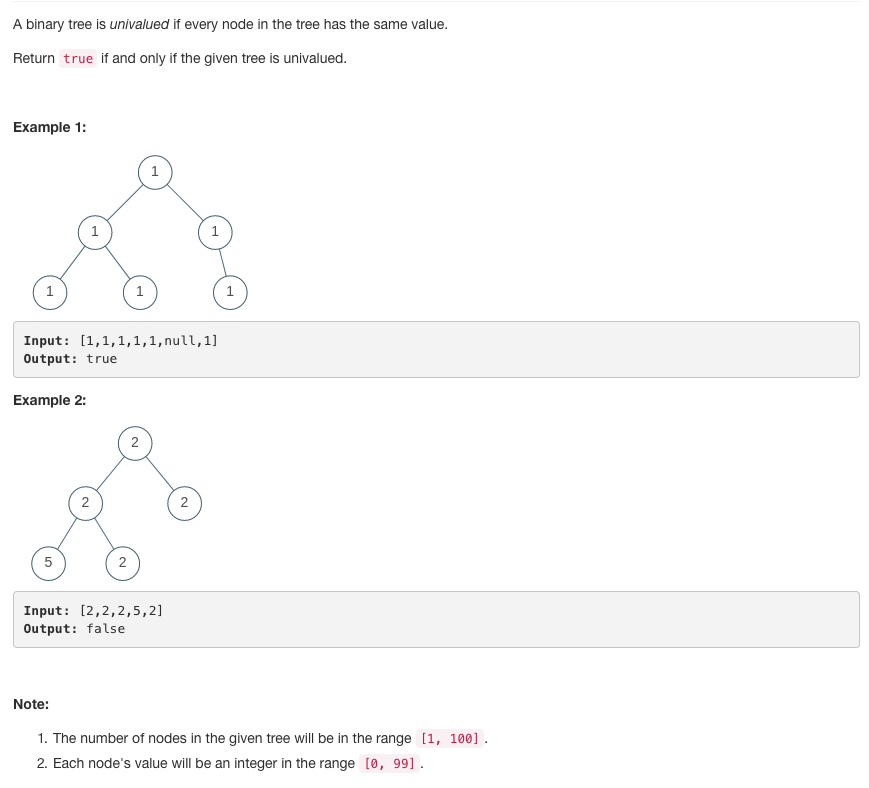 A binary tree is univalued if every node in the tree has the same value.
Return true if and only if the given tree is univalued.
Example 1:
1
1 1
1 1 1
Input: [1,1,1,1,1,null,1]
Output: true
Example 2:
2
2 2
5 2
Input: [2,2,2,5,2]
Output: false
Note:
1. The number of nodes in the given tree will be in the range [1, 100].
2. Each node's value will be an integer in the range [0, 99].